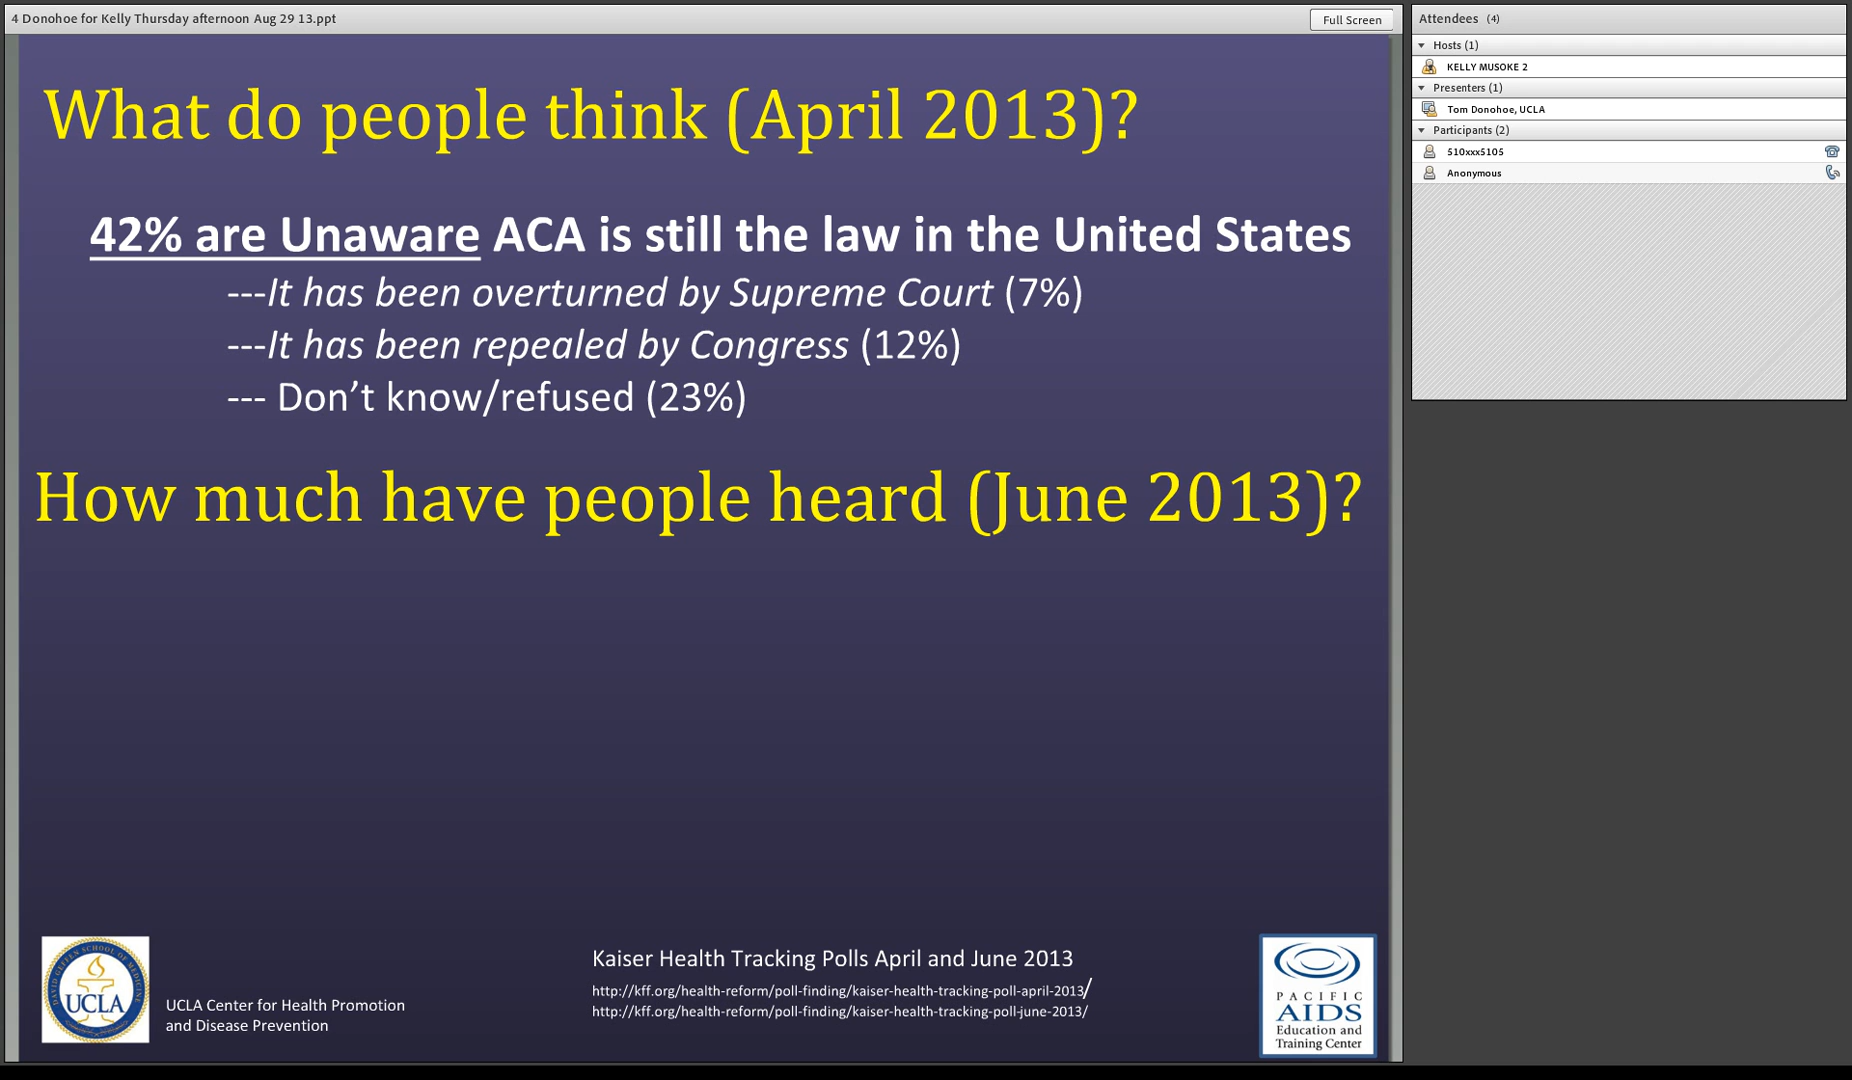 4 Donohoe for Kelly Thursday afternoon Aug 29 13.ppt
Full Screen
What do people think (April 2013)?
42% are Unaware ACA is still the law in the United States
---It has been overturned by Supreme Court (7%)
---It has been repealed by Congress (12%)
--- Don’t know/refused (23%)
How much have people heard (June 2013)?
Kaiser Health Tracking Polls April and June 2013
http://kff.org/health-reform/poll-finding/kaiser-health-tracking-poll-april-2013/
http://kff.org/health-reform/poll-finding/kaiser-health-tracking-poll-june-2013/
DAVID GEFFEN SCHOOL OF MEDICINE
UCLA
UCLA Center for Health Promotion
and Disease Prevention
PACIFIC
AIDS
Education and
Training Center
Attendees (4)
Hosts (1)
KELLY MUSOKE 2
Presenters (1)
Tom Donohoe, UCLA
Participants (2)
510xxx5105
Anonymous